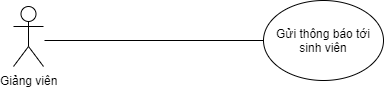 Gửi thông báo tới
sinh viên
Giảng viên